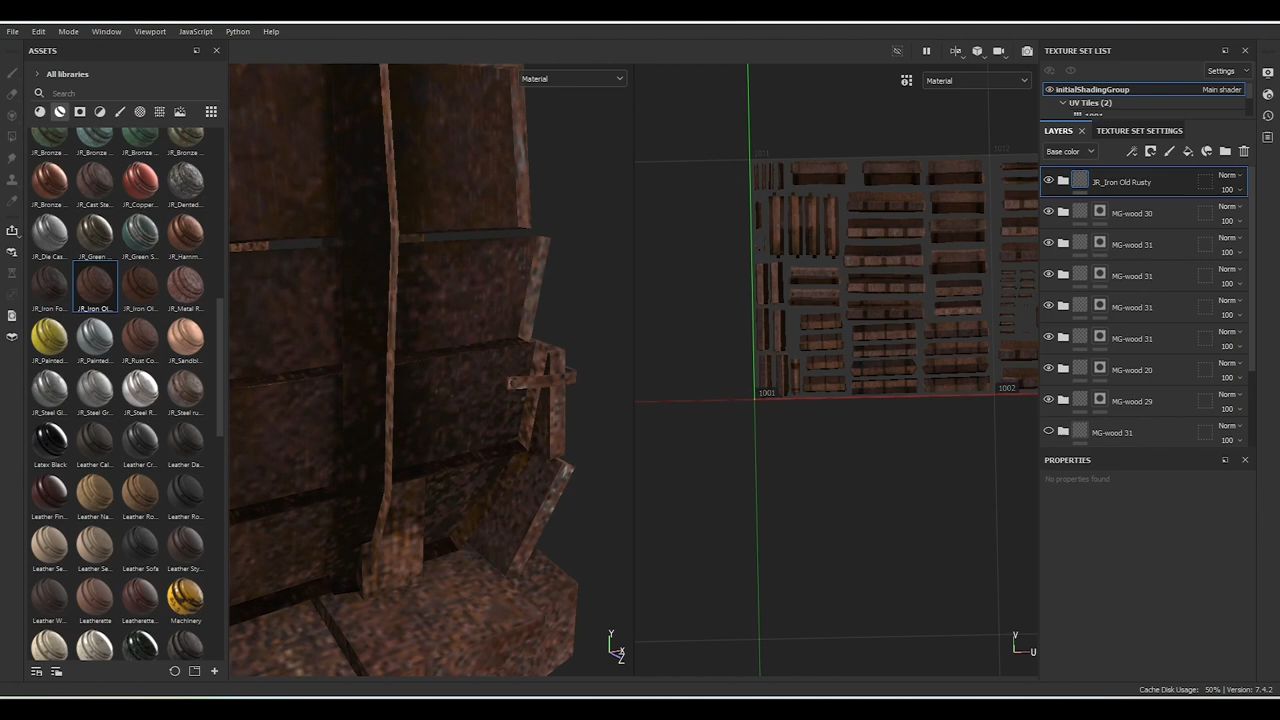 File Edit Mode Window Viewport JavaScript Python Help
ASSETS
All libraries
Search
JR_Bronze ... JR_Bronze ... JR_Bronze ... JR_Bronze ...
JR_Bronze ... JR_Cast Ste... JR_Copper... JR_Dented...
JR_Die Cas... JR_Green ... JR_Green S... JR_Hamm...
JR_Iron Fo... JR_Iron Ol... JR_Iron Ol... JR_Metal R...
JR_Painted... JR_Painted... JR_Rust Co... JR_Sandbl...
JR_Steel Gl... JR_Steel Gr... JR_Steel R... JR_Steel ru...
Latex Black Leather Cal... Leather Cr... Leather Da...
Leather Fin... Leather Na... Leather Ro... Leather Ro...
Leather Se... Leather Se... Leather Sofa Leather Sty...
Leather W... Leatherette Leatherette... Machinery
Material
Y
X
Z
Material
1011
1012
1001
1002
V
U
TEXTURE SET LIST
Settings
initialShadingGroup Main shader
UV Tiles (2)
LAYERS TEXTURE SET SETTINGS
Base color
JR_Iron Old Rusty Norm 100
MG-wood 30 Norm 100
MG-wood 31 Norm 100
MG-wood 31 Norm 100
MG-wood 31 Norm 100
MG-wood 31 Norm 100
MG-wood 20 Norm 100
MG-wood 29 Norm 100
MG-wood 31 Norm 100
PROPERTIES
No properties found
Cache Disk Usage: 50% | Version: 7.4.2